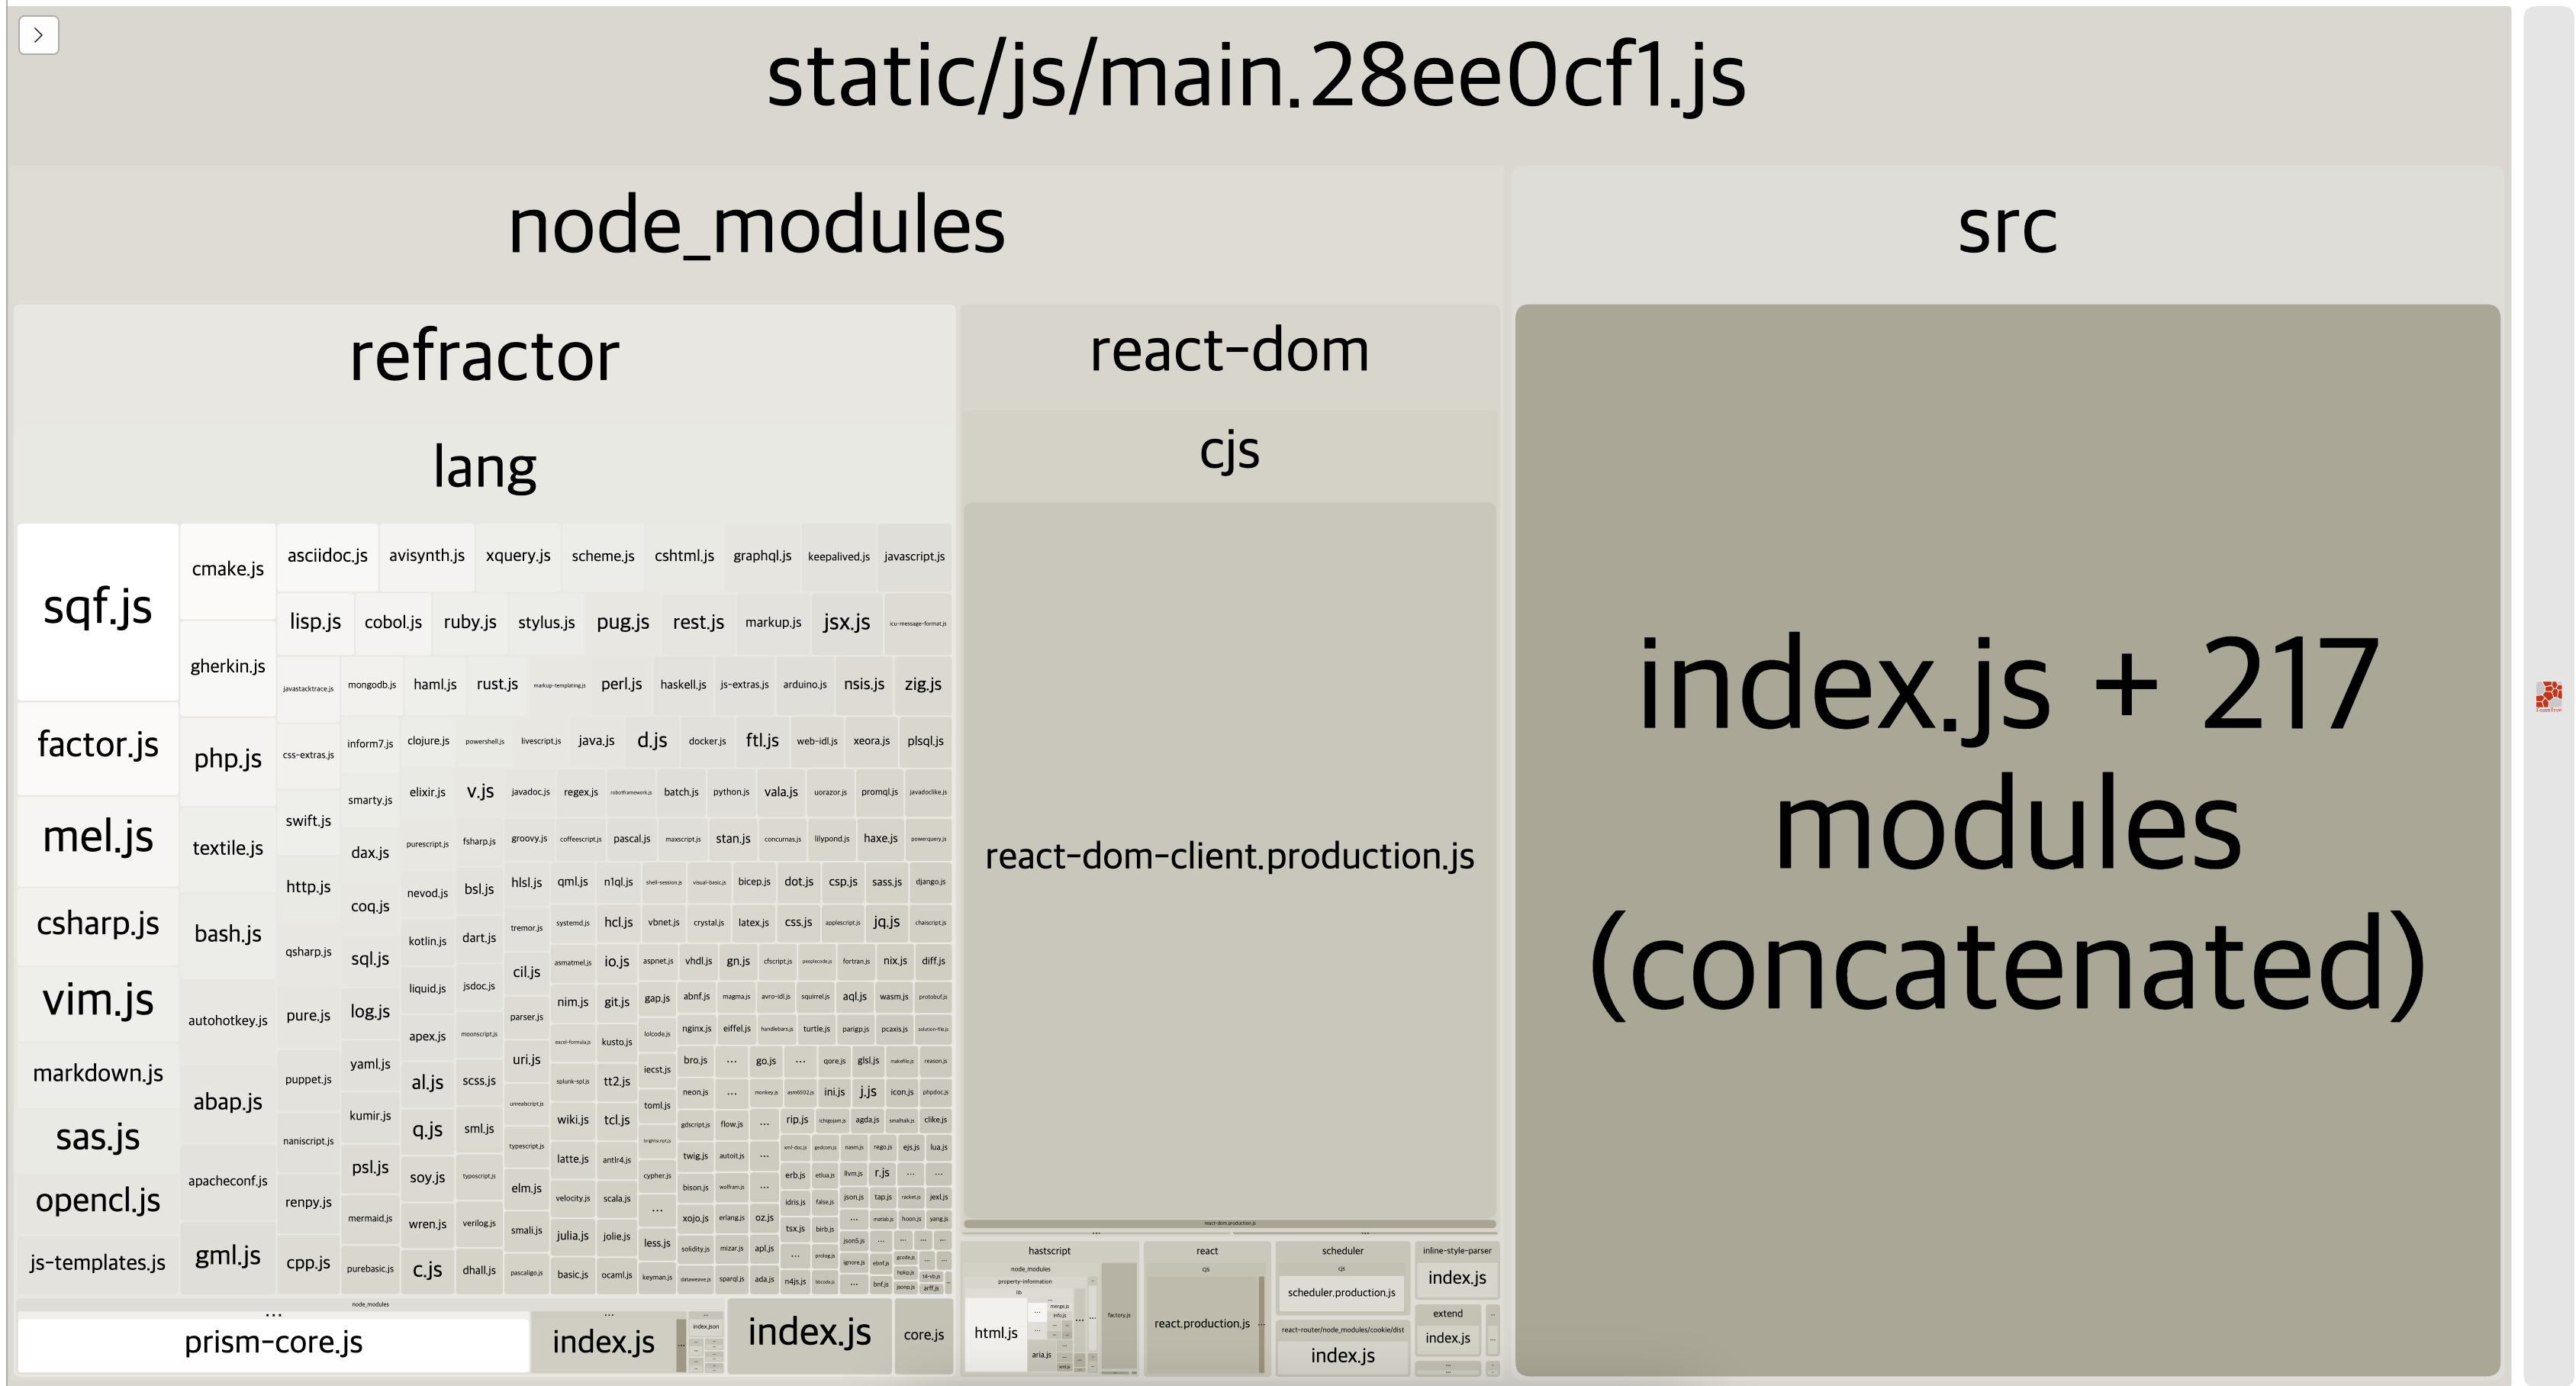 static/js/main.28ee0cf1.js
node_modules
src
refractor
react-dom
lang
cjs
sqf.js
factor.js
mel.js
csharp.js
vim.js
markdown.js
sas.js
opencl.js
js-templates.js
cmake.js
gherkin.js
php.js
textile.js
bash.js
autohotkey.js
abap.js
apacheconf.js
gml.js
asciidoc.js
avisynth.js
xquery.js
scheme.js
cshtml.js
graphql.js
keepalived.js
javascript.js
lisp.js
cobol.js
ruby.js
stylus.js
pug.js
rest.js
markup.js
jsx.js
icu-message-format.js
javastacktrace.js
mongodb.js
haml.js
rust.js
markup-templating.js
perl.js
haskell.js
js-extras.js
arduino.js
nsis.js
zig.js
css-extras.js
inform7.js
clojure.js
powershell.js
livescript.js
java.js
d.js
docker.js
ftl.js
web-idl.js
xeora.js
plsql.js
swift.js
smarty.js
elixir.js
v.js
javadoc.js
regex.js
robotframework.js
batch.js
python.js
vala.js
uorazor.js
promql.js
javadoclike.js
dax.js
purescript.js
fsharp.js
groovy.js
coffeescript.js
pascal.js
maxscript.js
stan.js
concurnas.js
lilypond.js
haxe.js
powerquery.js
http.js
coq.js
nevod.js
bsl.js
hlsl.js
qml.js
n1ql.js
shell-session.js
visual-basic.js
bicep.js
dot.js
csp.js
sass.js
django.js
qsharp.js
sql.js
kotlin.js
dart.js
tremor.js
systemd.js
hcl.js
vbnet.js
crystal.js
latex.js
css.js
applescript.js
jq.js
chaiscript.js
cil.js
asmatmel.js
io.js
aspnet.js
vhdl.js
gn.js
cfscript.js
peoplecode.js
fortran.js
nix.js
diff.js
pure.js
log.js
liquid.js
jsdoc.js
parser.js
nim.js
git.js
gap.js
abnf.js
magma.js
avro-idl.js
squirrel.js
aql.js
wasm.js
protobuf.js
apex.js
moonscript.js
excel-formula.js
kusto.js
lolcode.js
nginx.js
eiffel.js
handlebars.js
turtle.js
parigp.js
pcaxis.js
solution-file.js
puppet.js
yaml.js
al.js
scss.js
uri.js
splunk-spl.js
tt2.js
iecst.js
bro.js
...
go.js
...
qore.js
glsl.js
makefile.js
reason.js
neon.js
...
monkey.js
asm6502.js
ini.js
j.js
icon.js
phpdoc.js
naniscript.js
kumir.js
q.js
sml.js
unrealscript.js
wiki.js
tcl.js
toml.js
gdscript.js
flow.js
...
rip.js
ichigojam.js
agda.js
smalltalk.js
clike.js
psl.js
soy.js
typoscript.js
typescript.js
latte.js
antlr4.js
brightscript.js
twig.js
autoit.js
...
xml-doc.js
gedcom.js
nasm.js
rego.js
ejs.js
lua.js
renpy.js
mermaid.js
wren.js
verilog.js
elm.js
velocity.js
scala.js
cypher.js
bison.js
wolfram.js
...
erb.js
etlua.js
llvm.js
r.js
...
...
idris.js
false.js
json.js
tap.js
racket.js
jexl.js
cpp.js
purebasic.js
c.js
dhall.js
smali.js
pascaligo.js
julia.js
jolie.js
...
xojo.js
erlang.js
oz.js
tsx.js
birb.js
...
matlab.js
hoon.js
yang.js
basic.js
ocaml.js
less.js
keyman.js
solidity.js
mizar.js
apl.js
...
prolog.js
json5.js
...
dataweave.js
sparql.js
ada.js
n4js.js
bbcode.js
ignore.js
ebnf.js
gcode.js
hpkp.js
t4-vb.js
...
bnf.js
jsonp.js
arff.js
node_modules
...
prism-core.js
...
index.js
index.json
index.js
core.js
react-dom-client.production.js
react-dom.production.js
...
...
hastscript
node_modules
property-information
lib
html.js
...
merge.js
info.js
aria.js
xml.js
factory.js
react
cjs
react.production.js
...
scheduler
cjs
scheduler.production.js
react-router/node_modules/cookie/dist
index.js
inline-style-parser
index.js
extend
index.js
index.js + 217
modules
(concatenated)